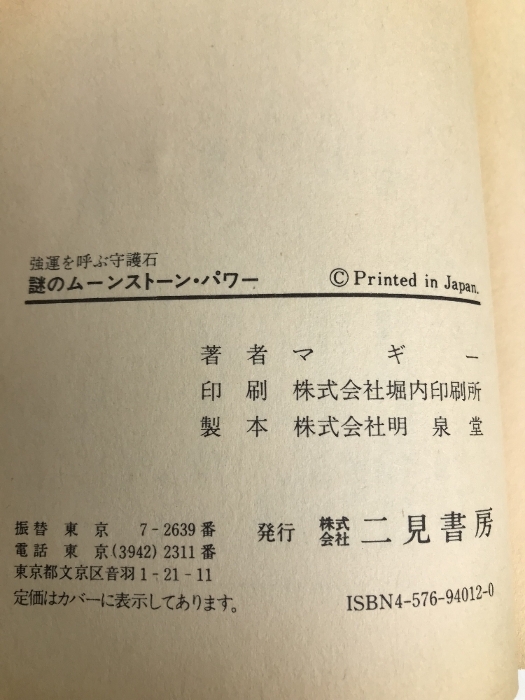 強運を呼ぶ守護石
謎のムーンストーン・パワー
©Printed in Japan.
著者 マギー
印刷 株式会社堀内印刷所
製本 株式会社明泉堂
発行 株式会社 二見書房
振替 東京 7-2639番
電話 東京(3942)2311番
東京都文京区音羽1-21-11
定価はカバーに表示してあります。
ISBN4-576-94012-0